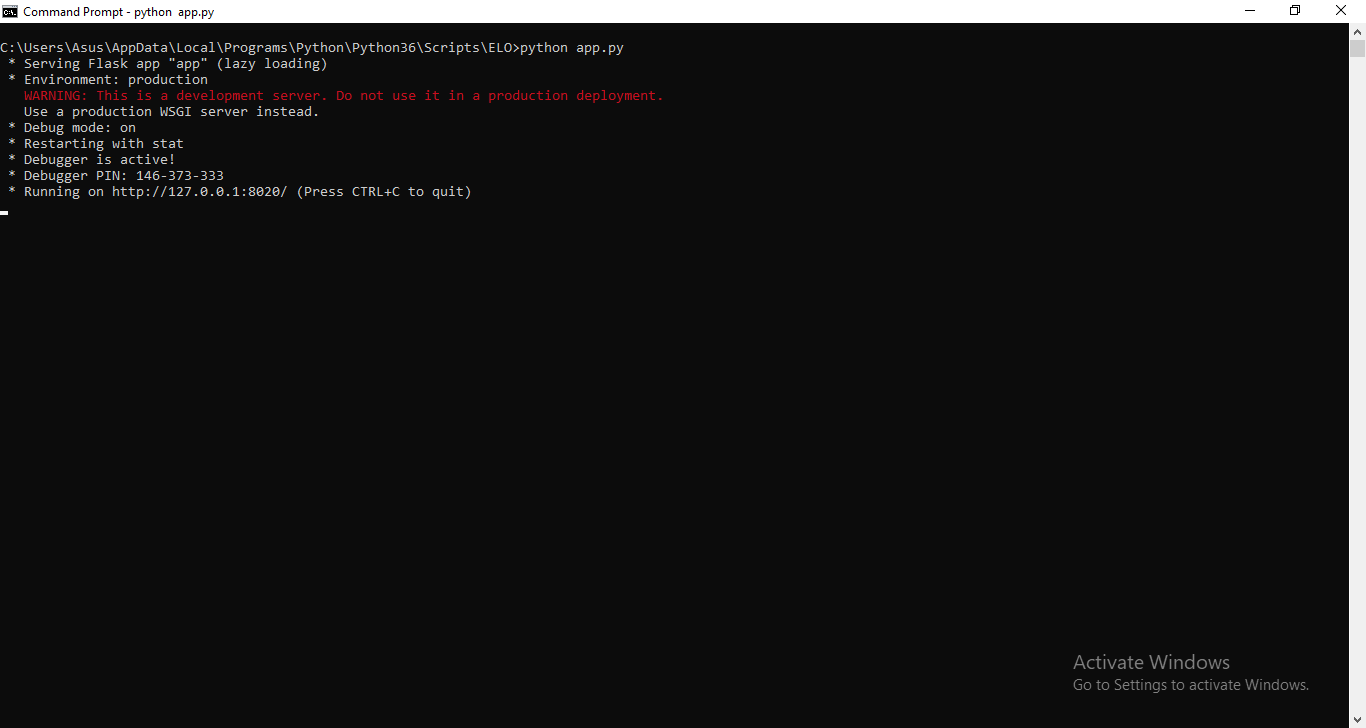 Command Prompt - python  app.py
C:\Users\Asus\AppData\Local\Programs\Python\Python36\Scripts\ELO>python app.py
 * Serving Flask app "app" (lazy loading)
 * Environment: production
   WARNING: This is a development server. Do not use it in a production deployment.
   Use a production WSGI server instead.
 * Debug mode: on
 * Restarting with stat
 * Debugger is active!
 * Debugger PIN: 146-373-333
 * Running on http://127.0.0.1:8020/ (Press CTRL+C to quit)
Activate Windows
Go to Settings to activate Windows.